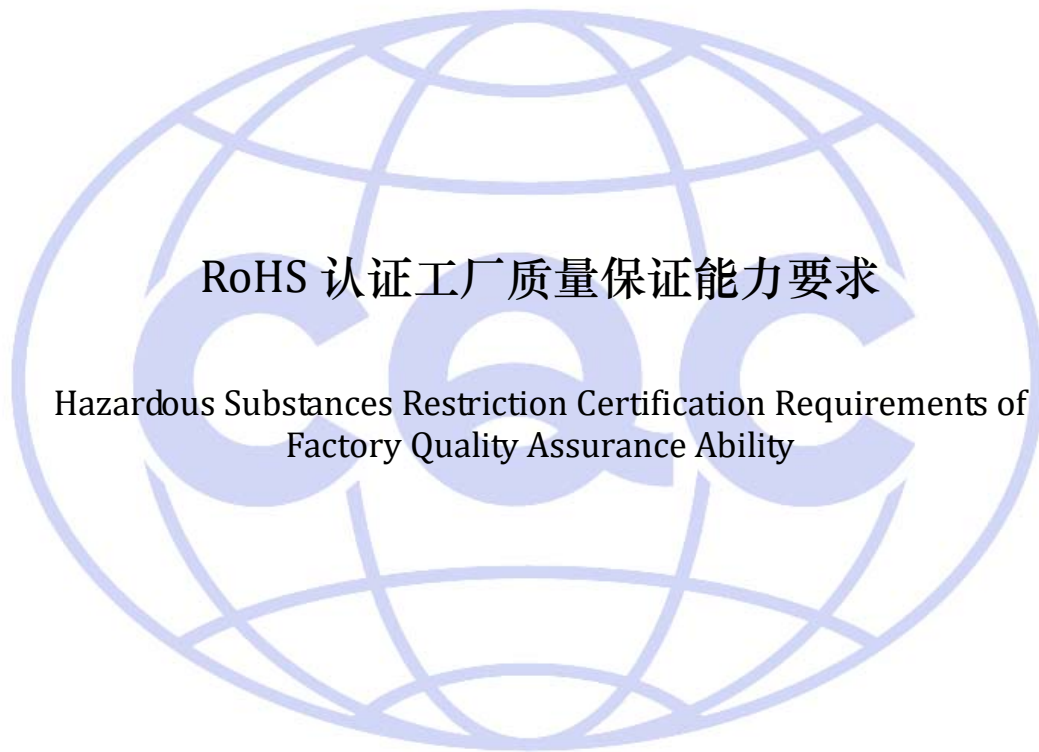 RoHS 认证工厂质量保证能力要求
CQC
Hazardous Substances Restriction Certification Requirements of
Factory Quality Assurance Ability